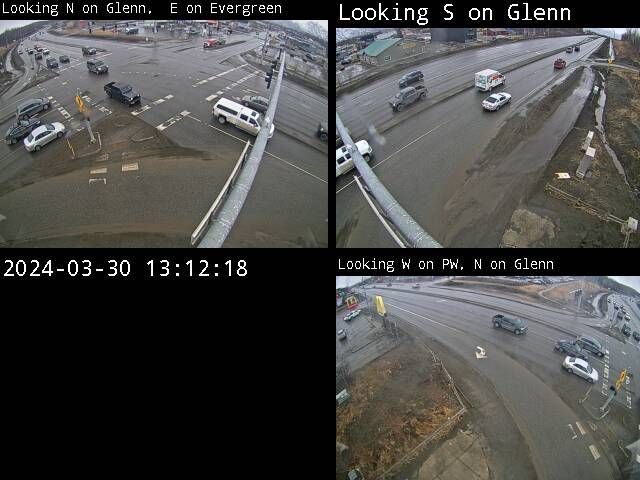 Looking N on Glenn,  E on Evergreen
Looking S on Glenn
2024-03-30 13:12:18
Looking W on PW, N on Glenn